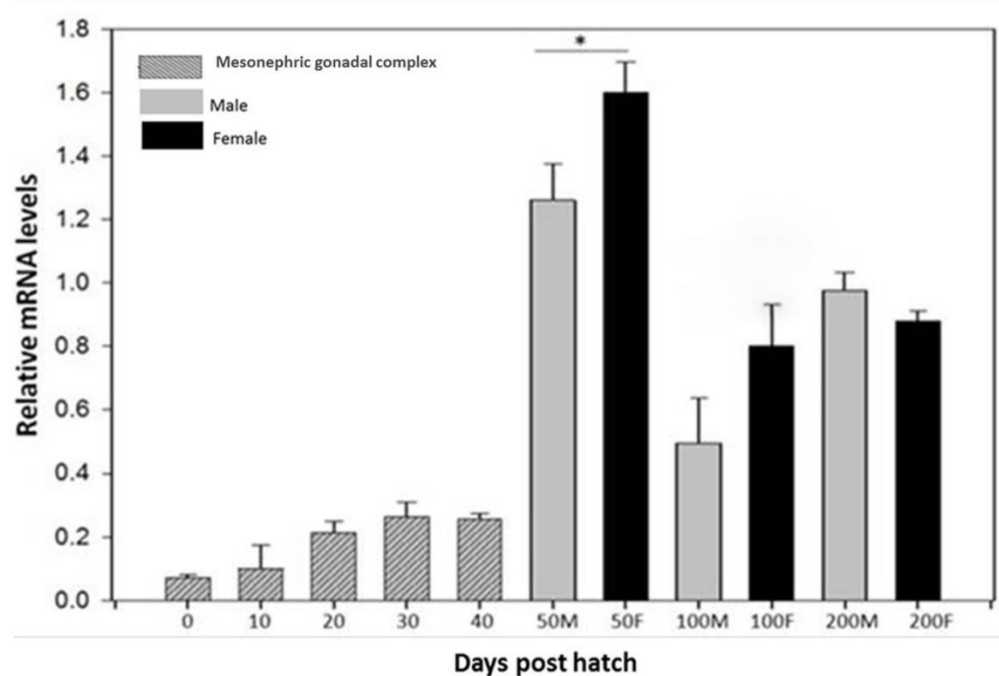 1.8
1.6
1.4
1.2
1.0
0.8
0.6
0.4
0.2
0.0
Relative mRNA levels
Mesonephric gonadal complex
Male
Female
*
0 10 20 30 40 50M 50F 100M 100F 200M 200F
Days post hatch